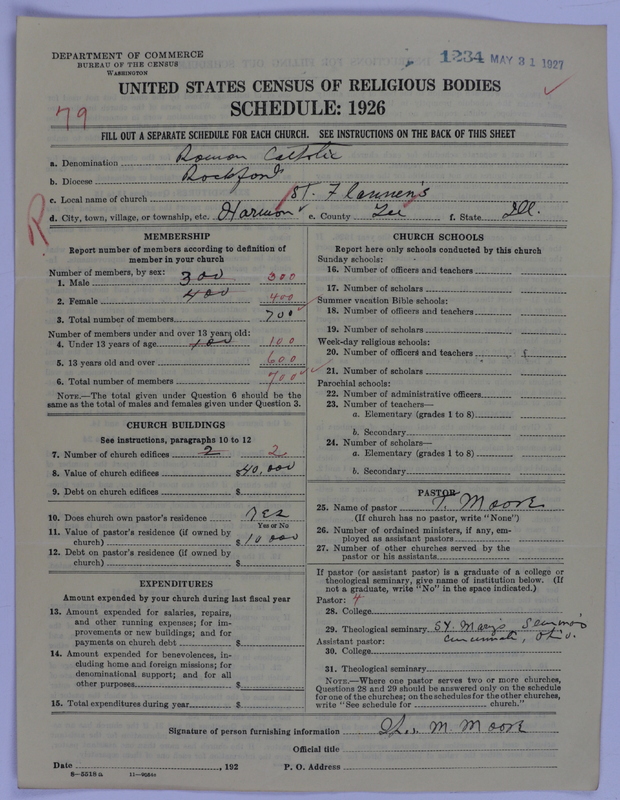 DEPARTMENT OF COMMERCE
BUREAU OF THE CENSUS
WASHINGTON
1234 MAY 31 1927
UNITED STATES CENSUS OF RELIGIOUS BODIES
SCHEDULE: 1926
79
FILL OUT A SEPARATE SCHEDULE FOR EACH CHURCH. SEE INSTRUCTIONS ON THE BACK OF THIS SHEET
a. Denomination Roman Catholic
b. Diocese Rockford
c. Local name of church St. Flannen's
d. City, town, village, or township, etc. Harmon e. County Lee f. State Ill.
R
MEMBERSHIP
Report number of members according to definition of
member in your church
Number of members, by sex:
1. Male 300 300
2. Female 400 400
3. Total number of members 700
Number of members under and over 13 years old:
4. Under 13 years of age 100 100
5. 13 years old and over 600
6. Total number of members 700
NOTE.—The total given under Question 6 should be the
same as the total of males and females given under Question 3.
CHURCH BUILDINGS
See instructions, paragraphs 10 to 12
7. Number of church edifices 2 2
8. Value of church edifices $40,000
9. Debt on church edifices $
10. Does church own pastor's residence Yes
Yes or No
11. Value of pastor's residence (if owned by
church) $10000
12. Debt on pastor's residence (if owned by
church) $
EXPENDITURES
Amount expended by your church during last fiscal year
13. Amount expended for salaries, repairs,
and other running expenses; for im-
provements or new buildings; and for
payments on church debt $
14. Amount expended for benevolences, in-
cluding home and foreign missions; for
denominational support; and for all
other purposes $
15. Total expenditures during year $
CHURCH SCHOOLS
Report here only schools conducted by this church
Sunday schools:
16. Number of officers and teachers
17. Number of scholars
Summer vacation Bible schools:
18. Number of officers and teachers
19. Number of scholars
Week-day religious schools:
20. Number of officers and teachers
21. Number of scholars
Parochial schools:
22. Number of administrative officers
23. Number of teachers—
a. Elementary (grades 1 to 8)
b. Secondary
24. Number of scholars—
a. Elementary (grades 1 to 8)
b. Secondary
PASTOR
25. Name of pastor T. Moore
(If church has no pastor, write "None")
26. Number of ordained ministers, if any, em-
ployed as assistant pastors
27. Number of other churches served by the
pastor or his assistants
If pastor (or assistant pastor) is a graduate of a college or
theological seminary, give name of institution below. (If
not a graduate, write "No" in the space indicated.)
Pastor: 4
28. College
29. Theological seminary St. Mary's
Cincinnati, Ohio.
Assistant pastor:
30. College
31. Theological seminary
NOTE.—Where one pastor serves two or more churches,
Questions 28 and 29 should be answered only on the schedule
for one of the churches; on the schedules for the other churches,
write "See schedule for church."
Signature of person furnishing information M. Moore
Official title
Date , 192 P. O. Address